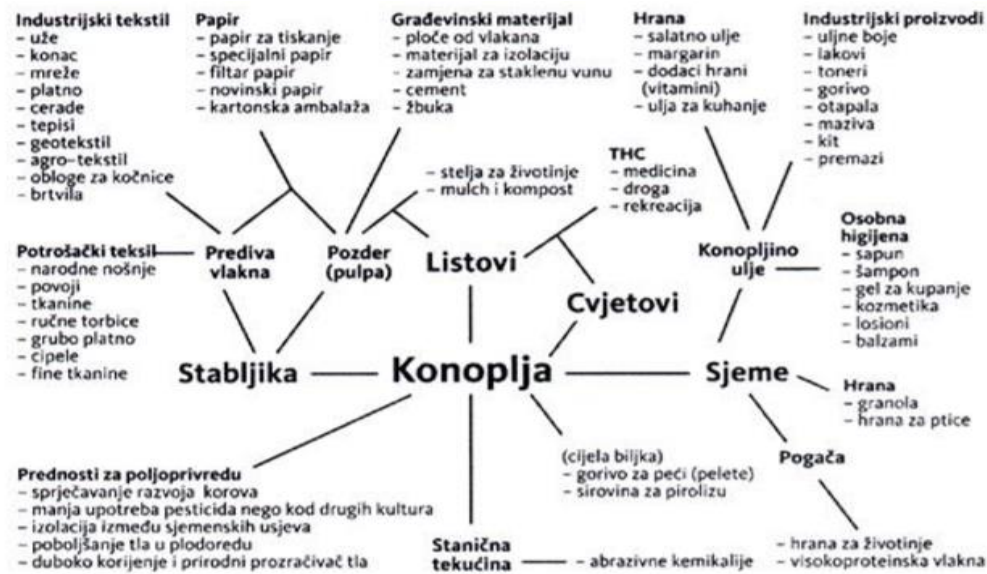 Industrijski tekstil
– uže
– konac
– mreže
– platno
– cerade
– tepisi
– geotekstil
– agro-tekstil
– obloge za kočnice
– brtvila
Papir
– papir za tiskanje
– specijalni papir
– filtar papir
– novinski papir
– kartonska ambalaža
Građevinski materijal
– ploče od vlakana
– materijal za izolaciju
– zamjena za staklenu vunu
– cement
– žbuka
Hrana
– salatno ulje
– margarin
– dodaci hrani
(vitamini)
– ulja za kuhanje
Industrijski proizvodi
– uljne boje
– lakovi
– toneri
– gorivo
– otapala
– maziva
– kit
– premazi
– stelja za životinje
– mulch i kompost
THC
– medicina
– droga
– rekreacija
Potrošački teksil
– narodne nošnje
– povoji
– tkanine
– ručne torbice
– grubo platno
– cipele
– fine tkanine
Prediva
vlakna
Pozder
(pulpa)
Listovi
Cvjetovi
Konopljino
ulje
Osobna
higijena
– sapun
– šampon
– gel za kupanje
– kozmetika
– losioni
– balzami
Stabljika
Konoplja
Sjeme
Hrana
– granola
– hrana za ptice
Prednosti za poljoprivredu
– sprječavanje razvoja korova
– manja upotreba pesticida nego kod drugih kultura
– izolacija između sjemenskih usjeva
– poboljšanje tla u plodoredu
– duboko korijenje i prirodni prozračivač tla
Stanična
tekućina
– abrazivne kemikalije
(cijela biljka)
– gorivo za peći (pelete)
– sirovina za pirolizu
Pogača
– hrana za životinje
– visokoproteinska vlakna